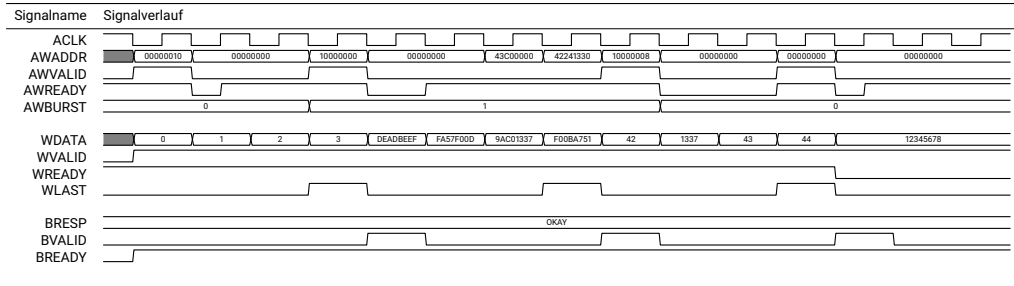 Signalname Signalverlauf
ACLK
AWADDR 00000010 00000000 10000000 00000000 43C00000 42241330 10000008 00000000 00000000 00000000
AWVALID
AWREADY
AWBURST 0 1 0
WDATA 0 1 2 3 DEADBEEF FA57F00D 9AC01337 F00BA751 42 1337 43 44 12345678
WVALID
WREADY
WLAST
BRESP OKAY
BVALID
BREADY